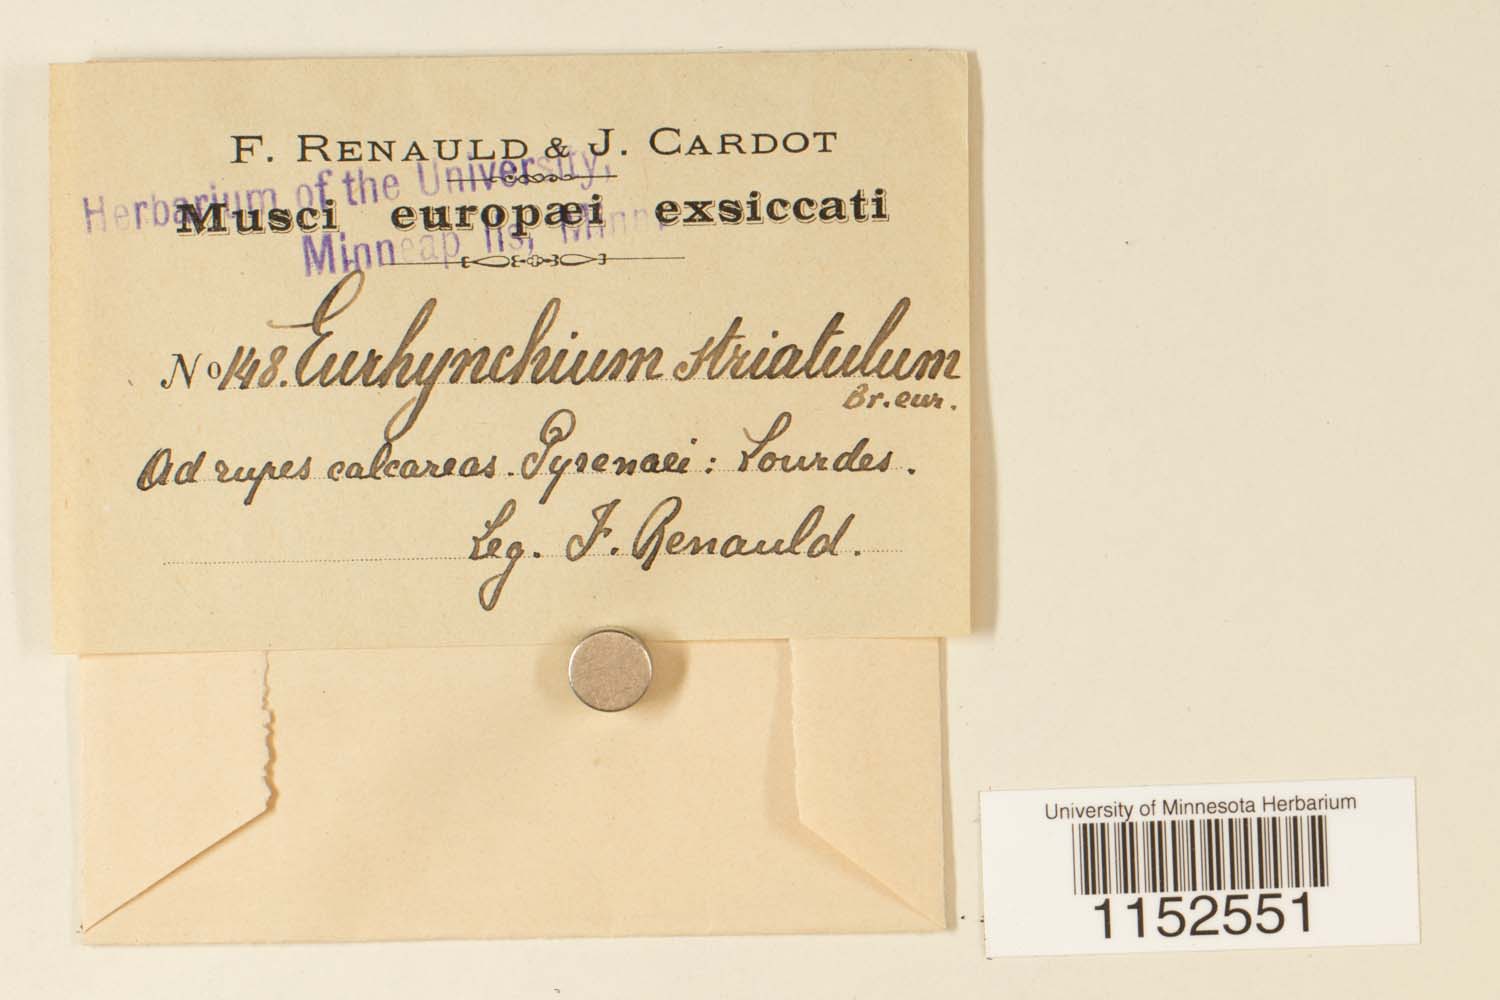 F. RENAULD & J. CARDOT
Herbarium of the University,
Musci europæi exsiccati
Minneap lis, Minn
No 148. Eurhynchium striatulum
Br. eur.
Ad rupes calcareas. Pyrenaei: Lourdes.
Leg. F. Renauld.
University of Minnesota Herbarium
1152551